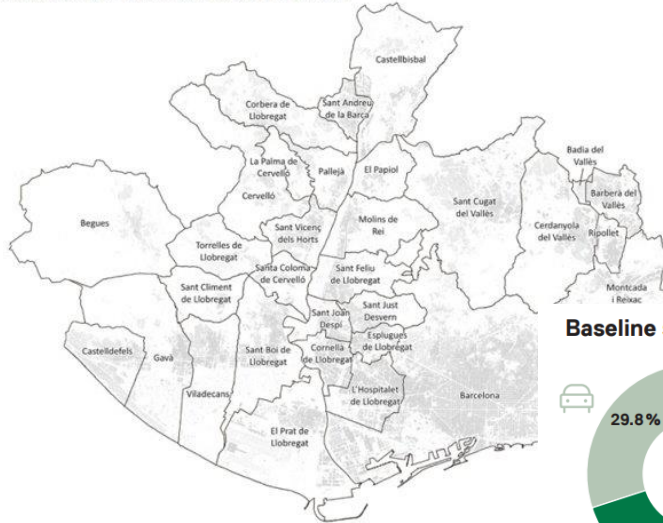 Castellbisbal
Corbera de
Llobregat
Sant Andreu
de la Barca
Badia del
Vallès
La Palma de
Cervelló
Pallejà
El Papiol
Sant Cugat
del Vallès
Barberà del
Vallès
Cervelló
Begues
Sant Vicenç
dels Horts
Molins de
Rei
Cerdanyola
del Vallès
Ripollet
Torrelles de
Llobregat
Santa Coloma
de Cervelló
Sant Feliu
de Llobregat
Montcada
i Reixac
Sant Climent
de Llobregat
Sant Joan
Despí
Sant Just
Desvern
Baseline
Castelldefels
Gavà
Sant Boi de
Llobregat
Cornellà
de Llobregat
Esplugues
de Llobregat
Viladecans
L'Hospitalet
de Llobregat
Barcelona
29.8%
El Prat de
Llobregat